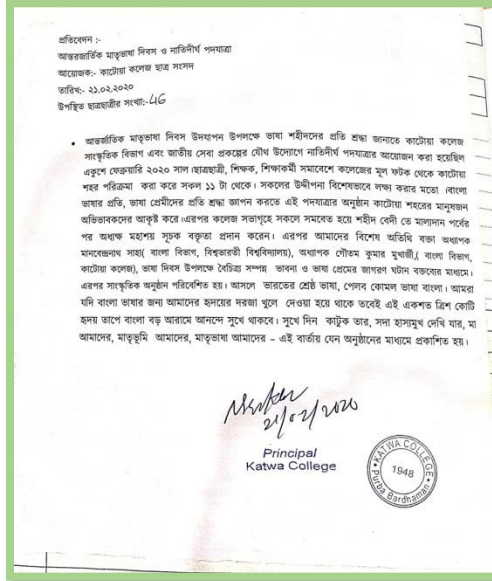 প্রতিবেদন :-
আন্তরজার্তিক মাতৃভাষা দিবস ও নাতিদীর্ঘ পদযাত্রা
আয়োজক:- কাটোয়া কলেজ ছাত্র সংসদ
তারিখ:- ২১.০২.২০২০
উপস্থিত ছাত্রছাত্রীর সংখ্যা:-46
• আন্তর্জাতিক মাতৃভাষা দিবস উদযাপন উপলক্ষে ভাষা শহীদদের প্রতি শ্রদ্ধা জানাতে কাটোয়া কলেজ
সাংস্কৃতিক বিভাগ এবং জাতীয় সেবা প্রকল্পের যৌথ উদ্যোগে নাতিদীর্ঘ পদযাত্রার আয়োজন করা হয়েছিল
একুশে ফেব্রুয়ারি ২০২০ সাল।ছাত্রছাত্রী, শিক্ষক, শিক্ষাকর্মী সমাবেশে কলেজের মূল ফটক থেকে কাটোয়া
শহর পরিক্রমা করা করে সকাল ১১ টা থেকে। সকলের উদ্দীপনা বিশেষভাবে লক্ষ্য করার মতো ।বাংলা
ভাষার প্রতি, ভাষা প্রেমীদের প্রতি শ্রদ্ধা জ্ঞাপন করতে এই পদযাত্রার অনুষ্ঠান কাটোয়া শহরের মানুষজন
অভিভাবকদের আকৃষ্ট করে।এরপর কলেজ সভাগৃহে সকলে সমবেত হয়ে শহীদ বেদী তে মাল্যদান পর্বের
পর অধ্যক্ষ মহাশয় সূচক বক্তৃতা প্রদান করেন। এরপর আমাদের বিশেষ অতিথি বক্তা অধ্যাপক
মানবেন্দ্রনাথ সাহা( বাংলা বিভাগ, বিশ্বভারতী বিশ্ববিদ্যালয়), অধ্যাপক গৌতম কুমার মুখার্জী,( বাংলা বিভাগ,
কাটোয়া কলেজ), ভাষা দিবস উপলক্ষে বৈচিত্র সম্পন্ন ভাবনা ও ভাষা প্রেমের জাগরণ ঘটান বক্তব্যের মাধ্যমে।
এরপর সাংস্কৃতিক অনুষ্ঠান পরিবেশিত হয়। আসলে ভারতের শ্রেষ্ঠ ভাষা, পেলব কোমল ভাষা বাংলা। আমরা
যদি বাংলা ভাষার জন্য আমাদের হৃদয়ের দরজা খুলে দেওয়া হয়ে থাকে তবেই এই একশত ত্রিশ কোটি
হৃদয় তাপে বাংলা বড় আরামে আনন্দে সুখে থাকবে। সুখে দিন কাটুক তার, সদা হাস্যমুখ দেখি যার, মা
আমাদের, মাতৃভূমি আমাদের, মাতৃভাষা আমাদের – এই বার্তায় যেন অনুষ্ঠানের মাধ্যমে প্রকাশিত হয়।
21/02/2020
Principal
Katwa College
KATWA COLLEGE
1948
Purba Bardhaman